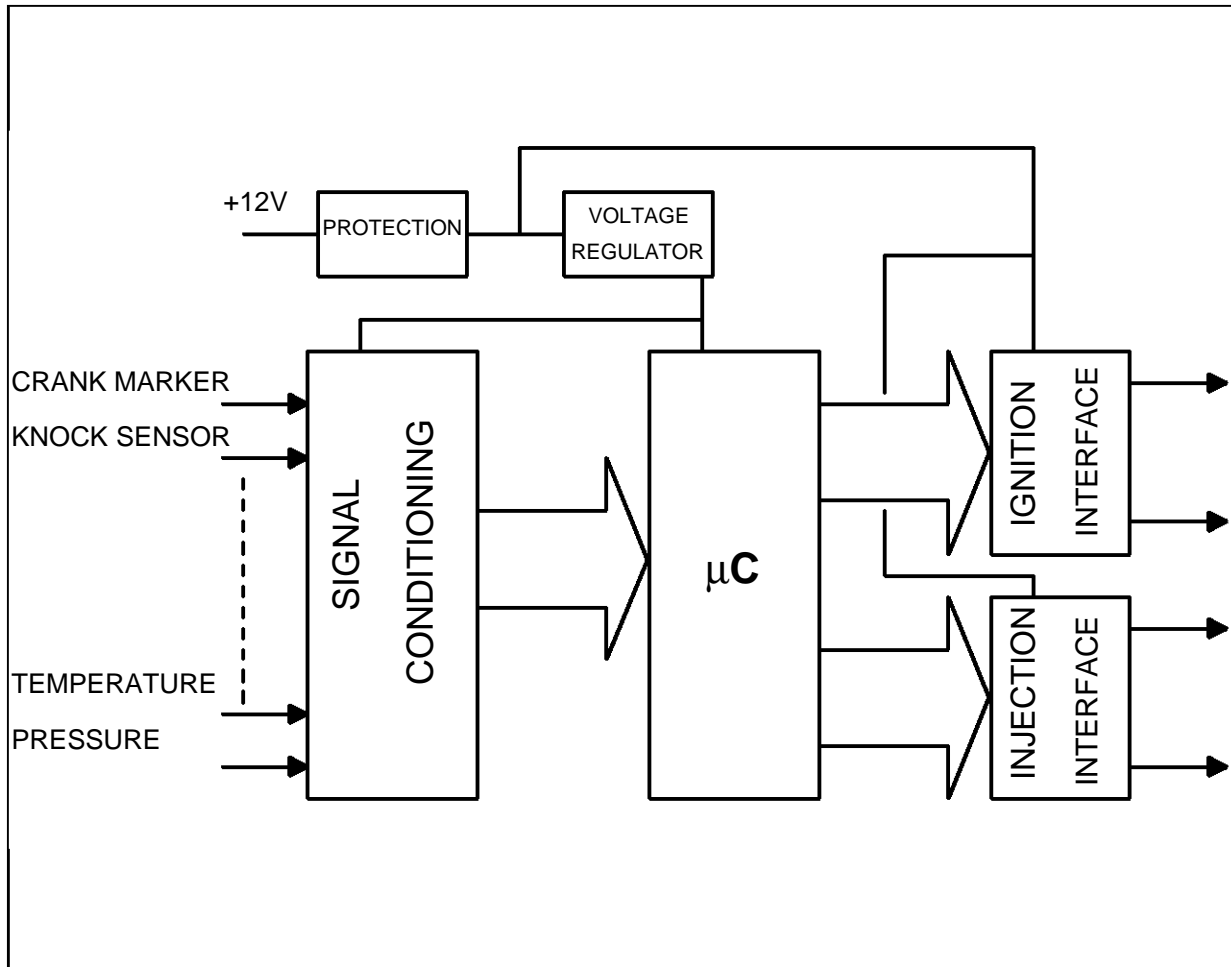 +12V
PROTECTION
VOLTAGE
REGULATOR
CRANK MARKER
KNOCK SENSOR
TEMPERATURE
PRESSURE
SIGNAL
CONDITIONING
μC
IGNITION
INTERFACE
INJECTION
INTERFACE